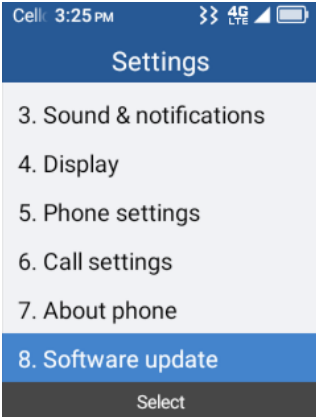 Cellc 3:25 PM 4G LTE
Settings
3. Sound & notifications
4. Display
5. Phone settings
6. Call settings
7. About phone
8. Software update
Select